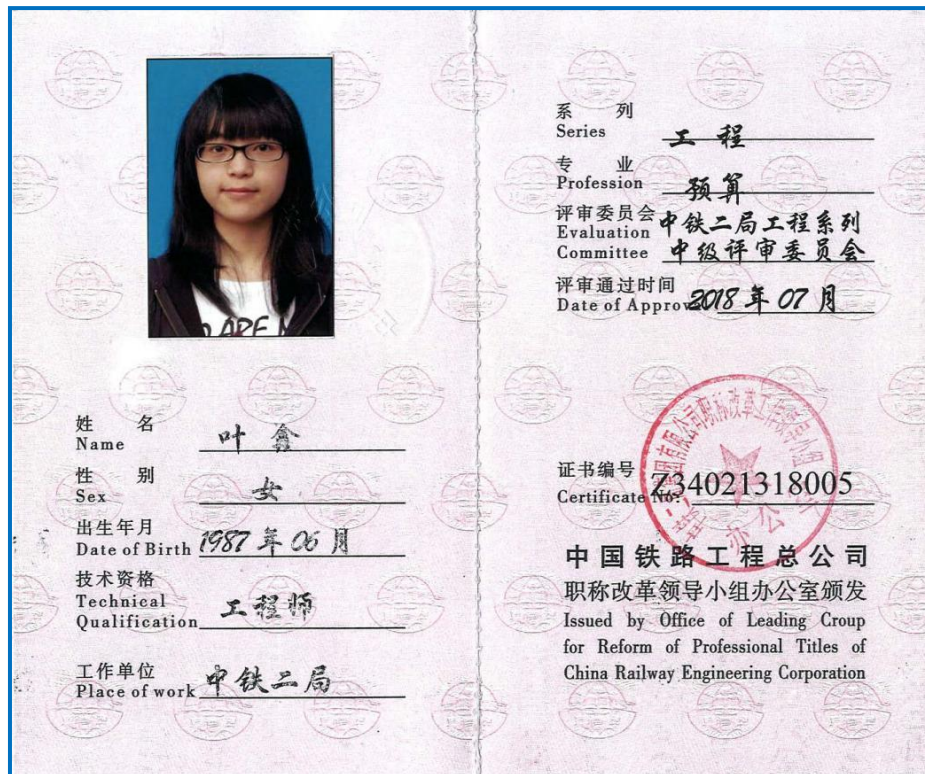 DARE M
姓 名 叶鑫
Name
性 别 女
Sex
出生年月
Date of Birth 1987 年 06 月
技术资格
Technical 工程师
Qualification
工作单位
Place of work 中铁二局
系 列
Series 工 程
专 业
Profession 预算
评审委员会 中铁二局工程系列
Evaluation
Committee 中级评审委员会
评审通过时间
Date of Approv 2018 年 07 月
证书编号
Certificate No: Z34021318005
办公
中国铁路工程总公司
职称改革领导小组办公室颁发
Issued by Office of Leading Croup
for Reform of Professional Titles of
China Railway Engineering Corporation